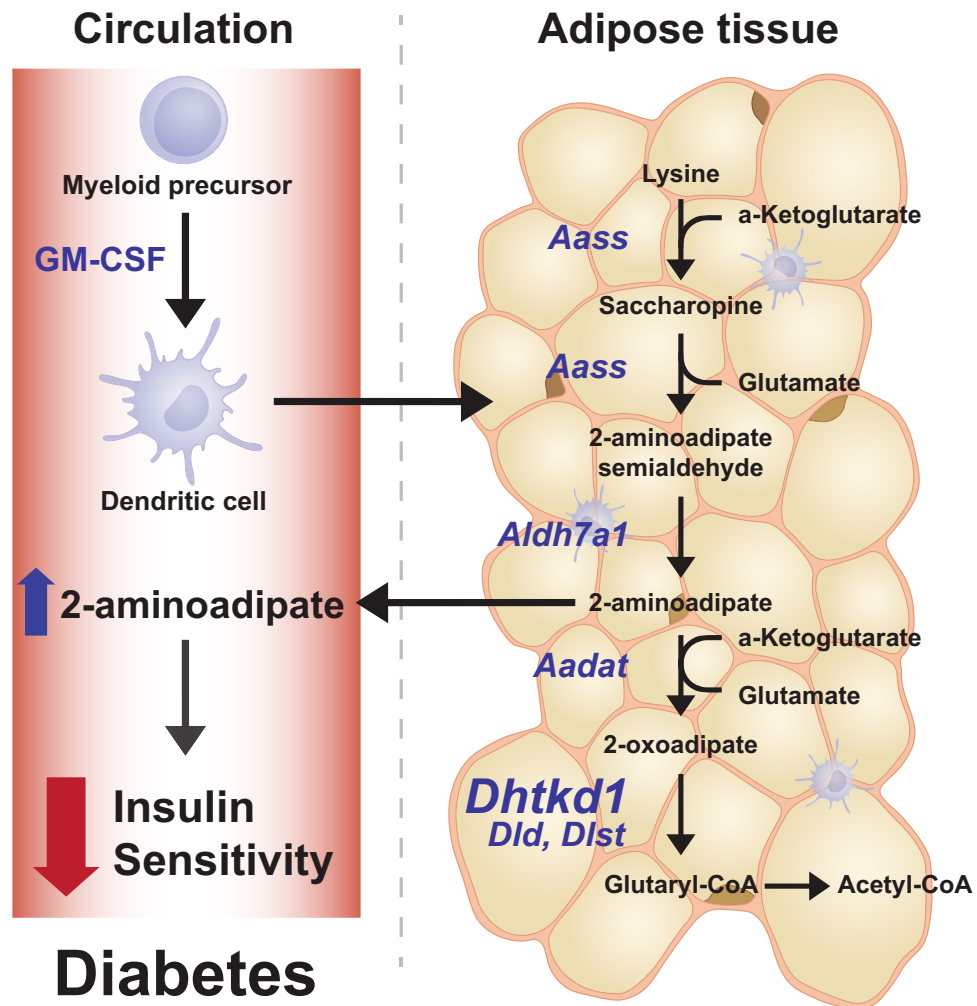 Circulation
Myeloid precursor
GM-CSF
Dendritic cell
2-aminoadipate
Insulin
Sensitivity
Diabetes
Adipose tissue
Lysine
a-Ketoglutarate
Aass
Saccharopine
Aass
Glutamate
2-aminoadipate
semialdehyde
Aldh7a1
2-aminoadipate
a-Ketoglutarate
Aadat
Glutamate
2-oxoadipate
Dhtkd1
Dld, Dlst
Glutaryl-CoA
Acetyl-CoA